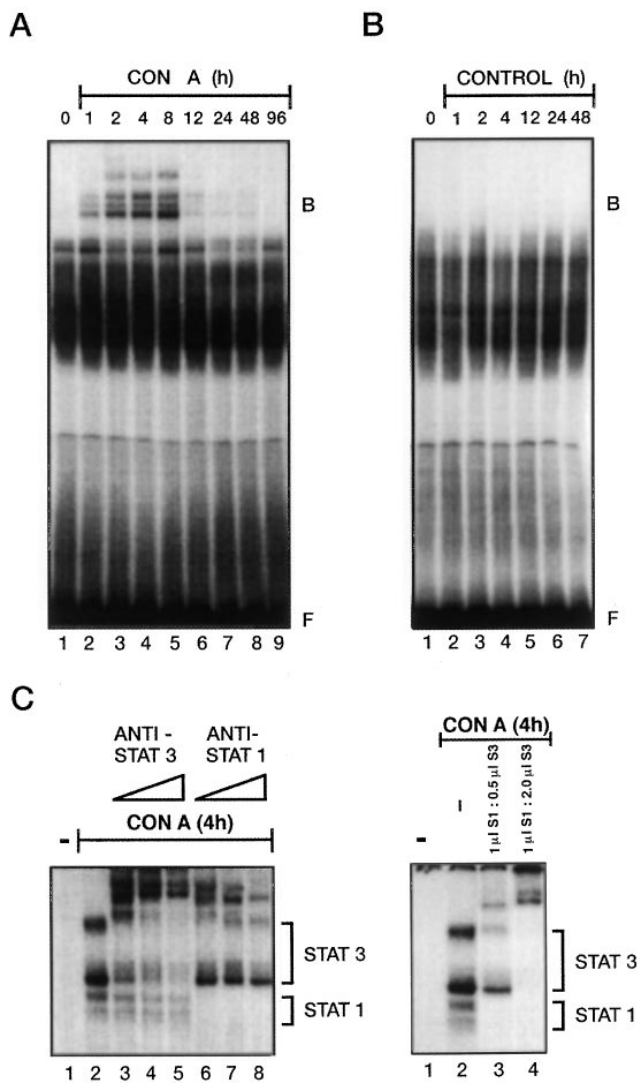 A
CON A (h)
0 1 2 4 8 12 24 48 96
B
F
1 2 3 4 5 6 7 8 9
B
CONTROL (h)
0 1 2 4 12 24 48
B
F
1 2 3 4 5 6 7
C
ANTI - ANTI-
STAT 3 STAT 1
CON A (4h)
-
STAT 3
STAT 1
1 2 3 4 5 6 7 8
CON A (4h)
- - 1 µl S1 : 0.5 µl S3 1 µl S1 : 2.0 µl S3
STAT 3
STAT 1
1 2 3 4